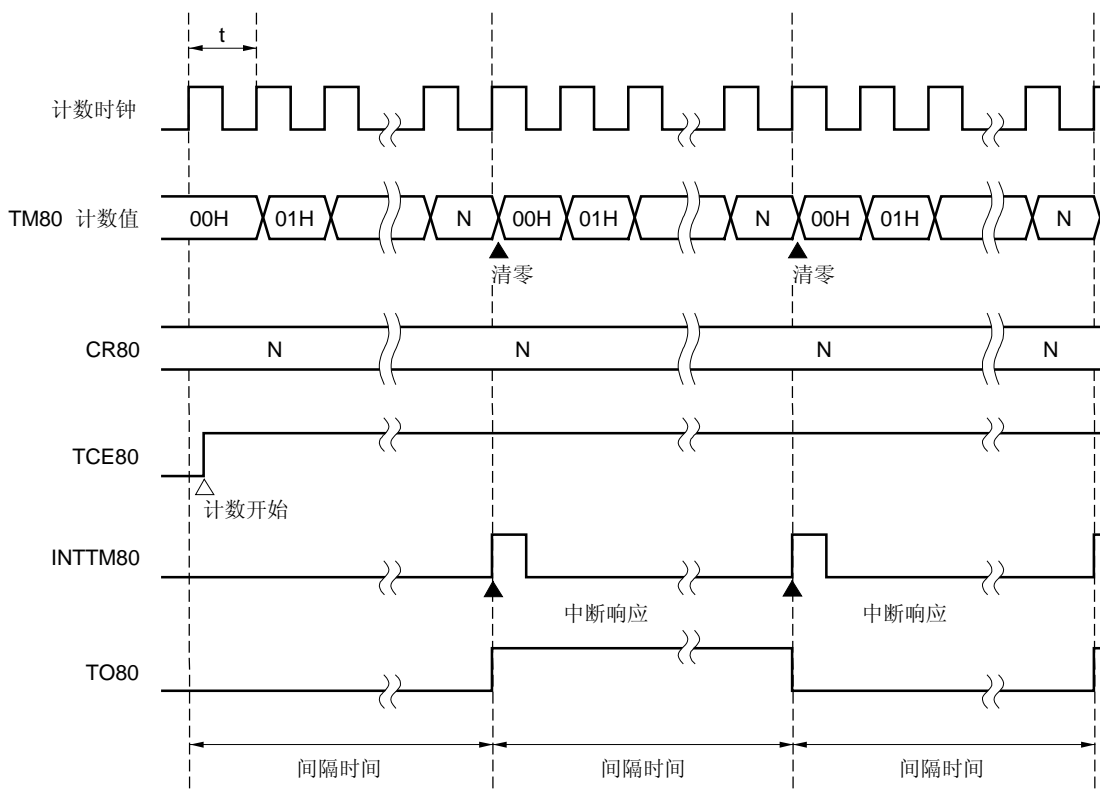 t
计数时钟
TM80 计数值 00H 01H N 00H 01H N 00H 01H N
清零 清零
CR80 N N N N
TCE80
计数开始
INTTM80
中断响应 中断响应
TO80
间隔时间 间隔时间 间隔时间